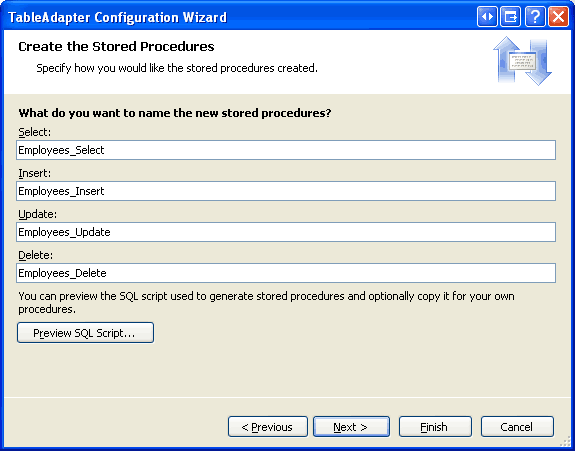 TableAdapter Configuration Wizard
Create the Stored Procedures
Specify how you would like the stored procedures created.
What do you want to name the new stored procedures?
Select:
Employees_Select
Insert:
Employees_Insert
Update:
Employees_Update
Delete:
Employees_Delete
You can preview the SQL script used to generate stored procedures and optionally copy it for your own
procedures.
Preview SQL Script...
< Previous Next > Finish Cancel